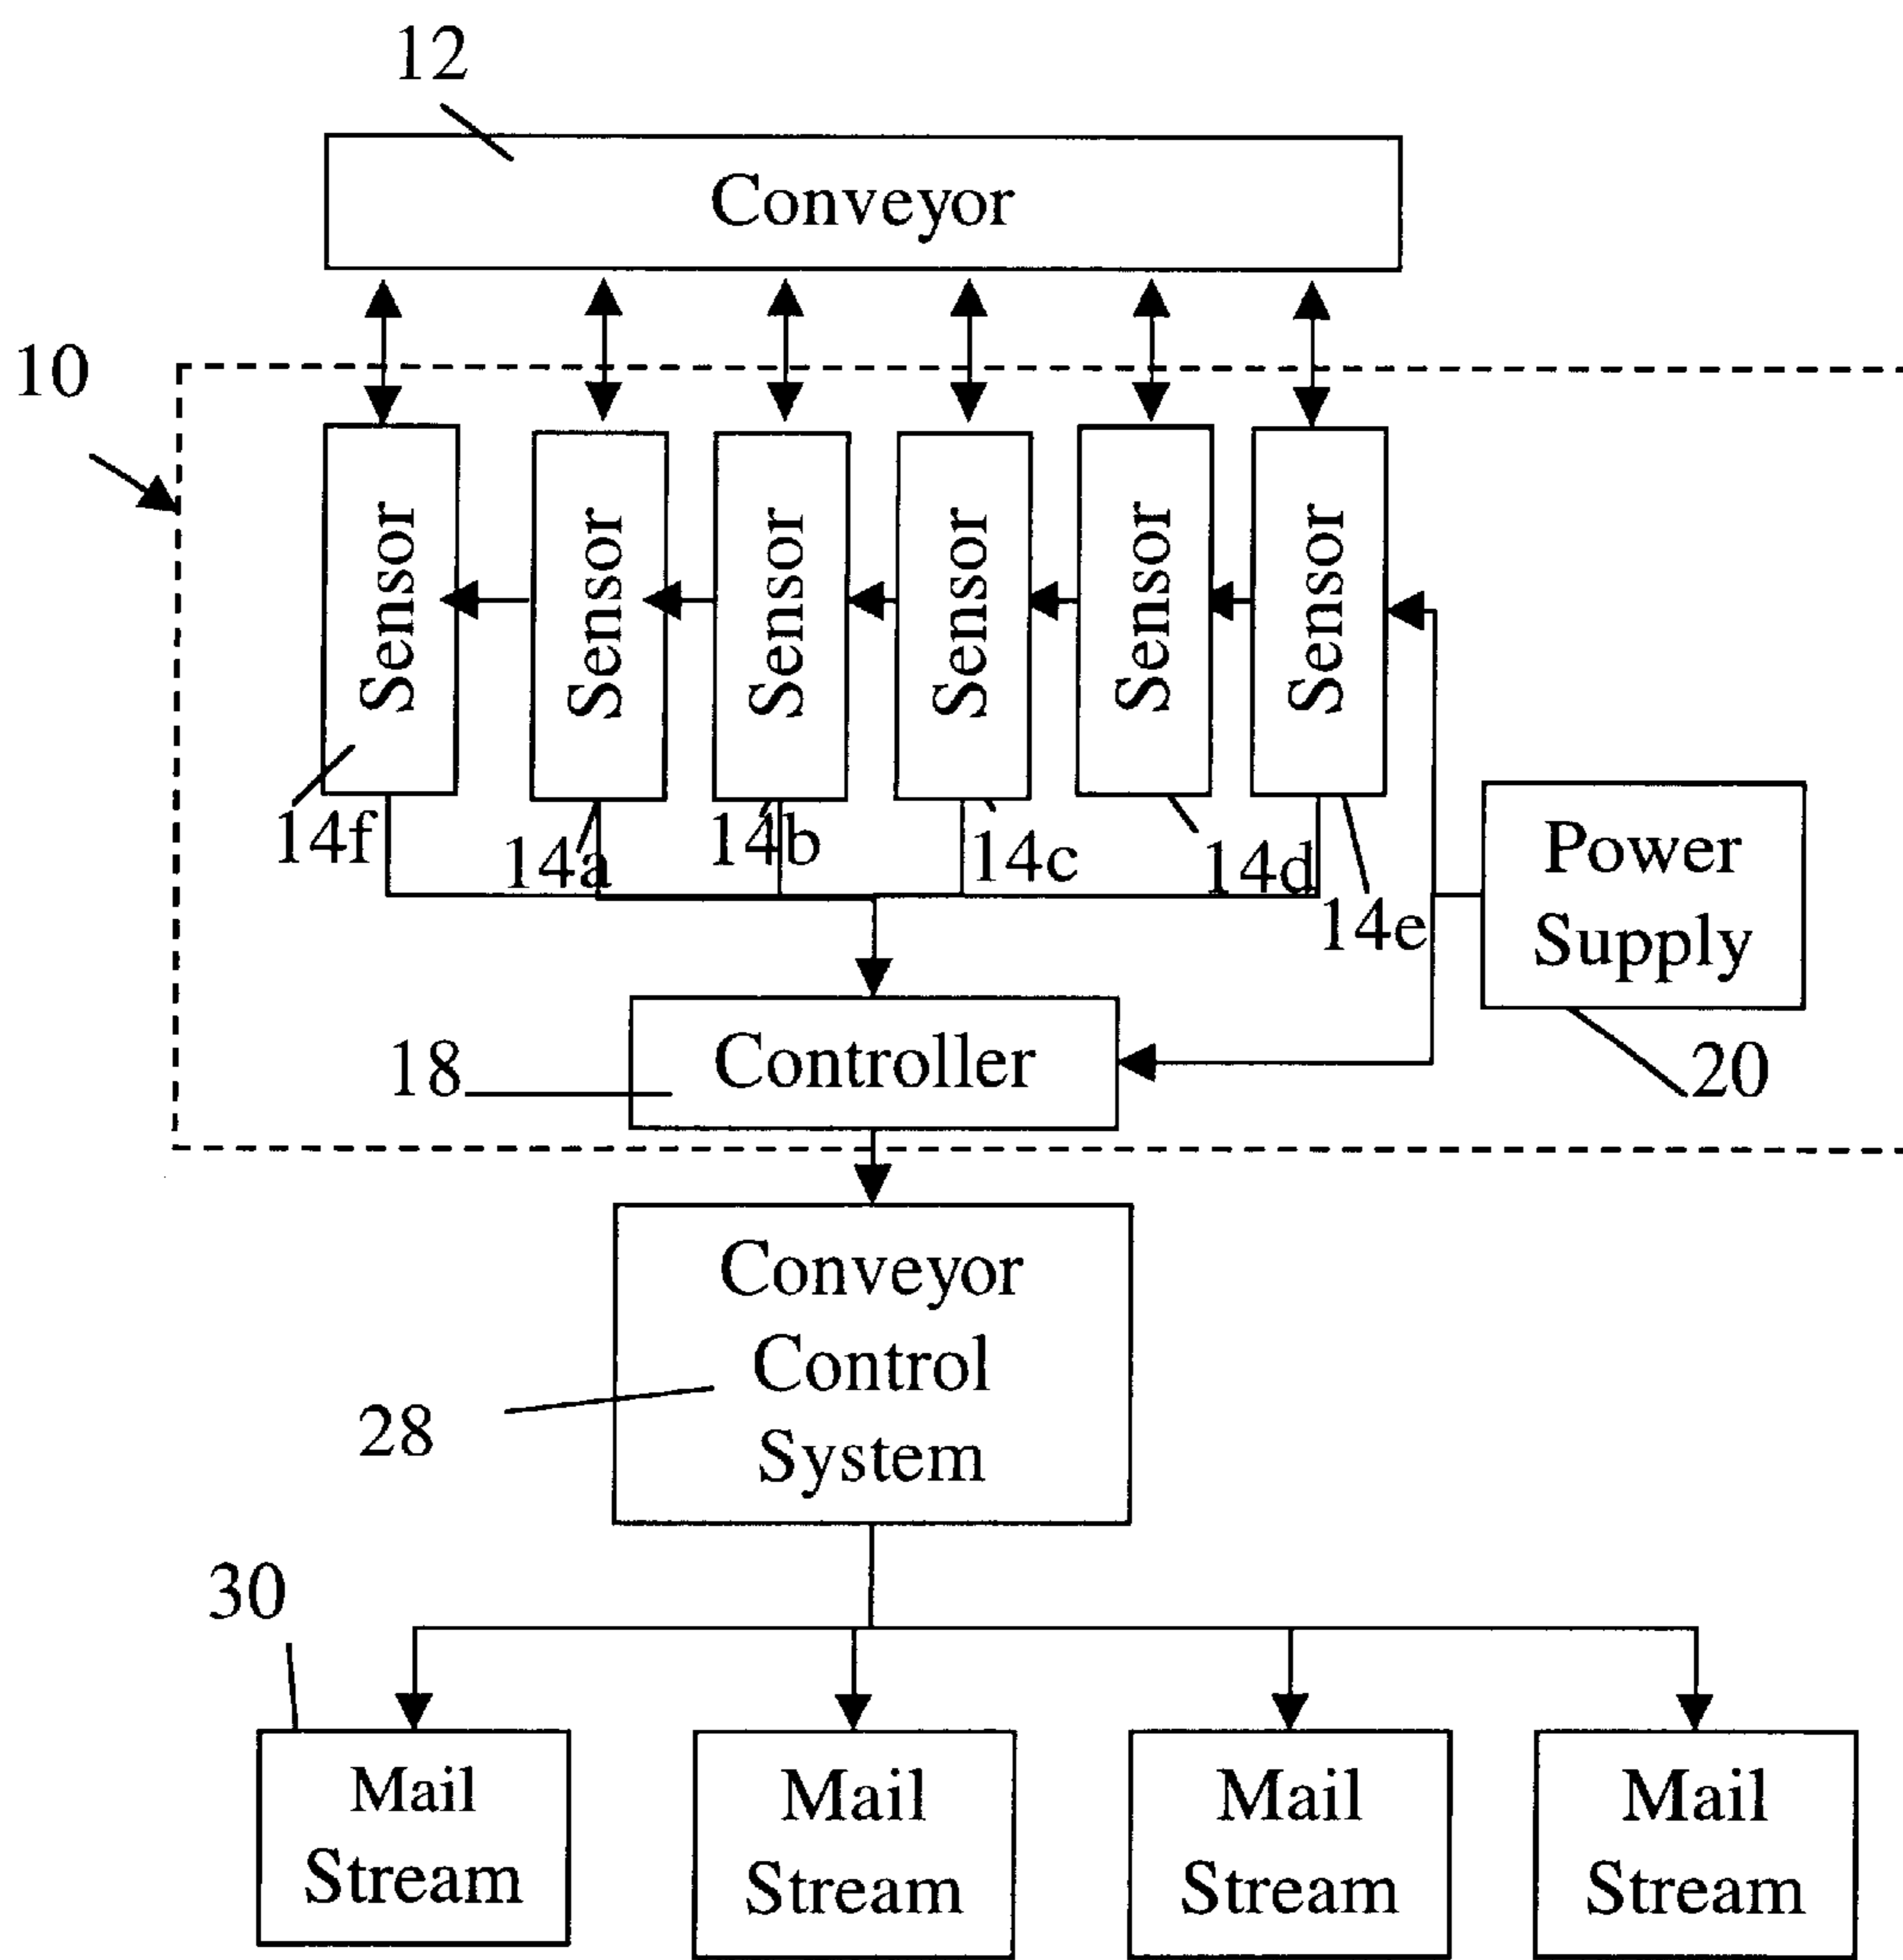 12
Conveyor
10
Sensor
Sensor
Sensor
Sensor
Sensor
Sensor
14f
14a
14b
14c
14d
14e
Power
Supply
20
18
Controller
Conveyor
Control
System
28
30
Mail
Stream
Mail
Stream
Mail
Stream
Mail
Stream